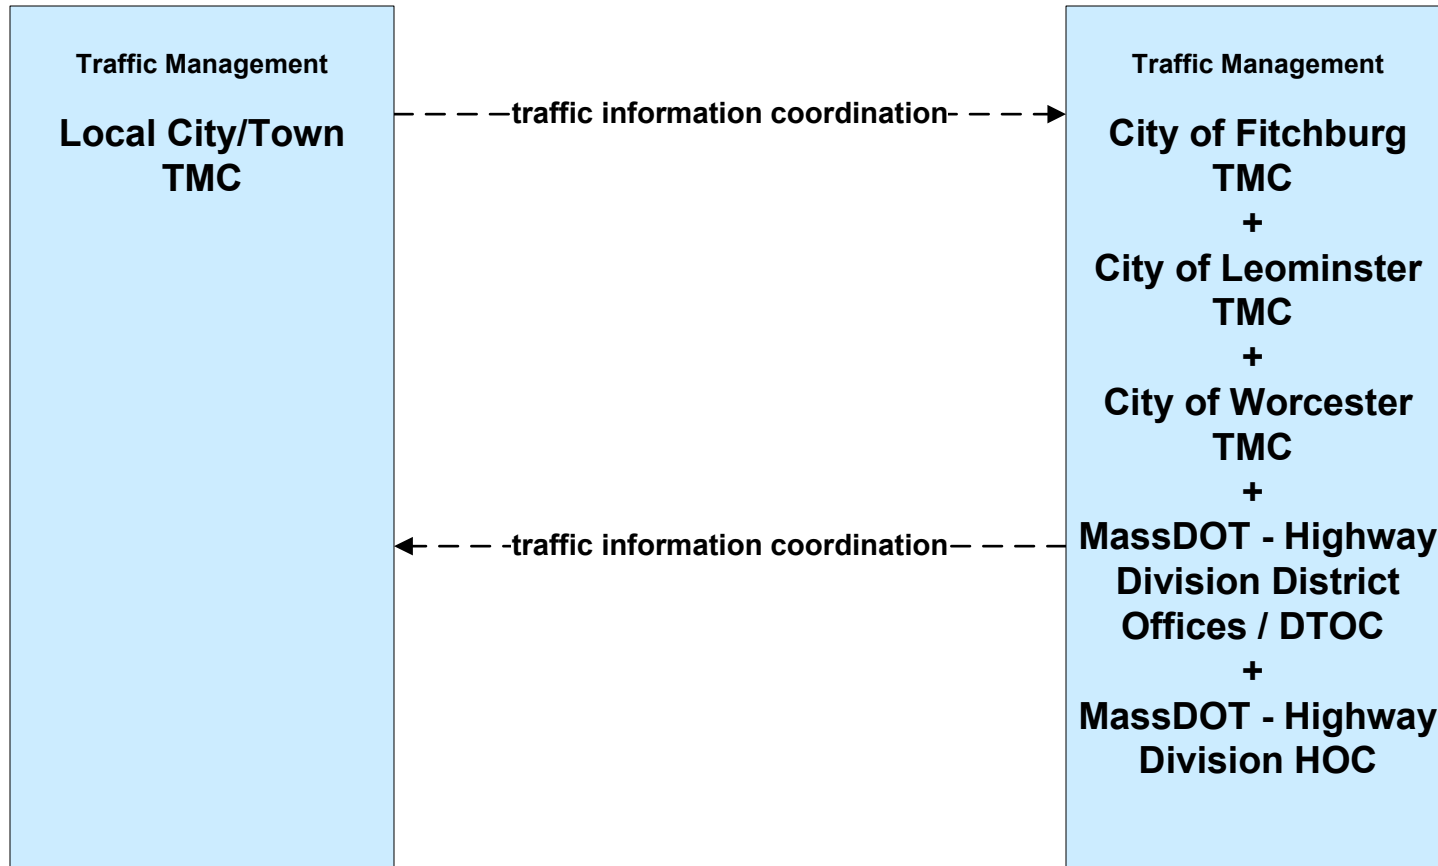 Traffic Management
Local City/Town
TMC
traffic information coordination
traffic information coordination
Traffic Management
City of Fitchburg
TMC
+
City of Leominster
TMC
+
City of Worcester
TMC
+
MassDOT - Highway
Division District
Offices / DTOC
+
MassDOT - Highway
Division HOC